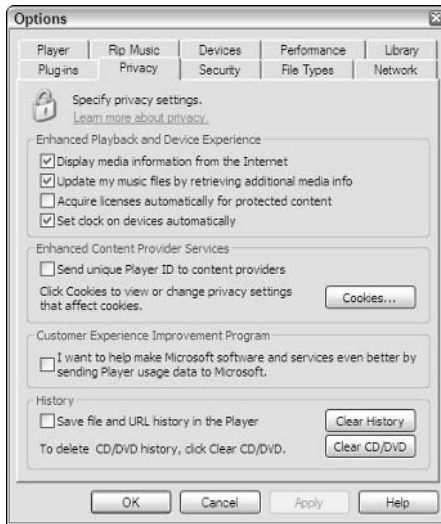 Options
Player Rip Music Devices Performance Library
Plug-ins Privacy Security File Types Network
Specify privacy settings.
Learn more about privacy.
Enhanced Playback and Device Experience
Display media information from the Internet
Update my music files by retrieving additional media info
Acquire licenses automatically for protected content
Set clock on devices automatically
Enhanced Content Provider Services
Send unique Player ID to content providers
Click Cookies to view or change privacy settings
that affect cookies.
Cookies...
Customer Experience Improvement Program
I want to help make Microsoft software and services even better by
sending Player usage data to Microsoft.
History
Save file and URL history in the Player
Clear History
To delete CD/DVD history, click Clear CD/DVD.
Clear CD/DVD
OK Cancel Apply Help